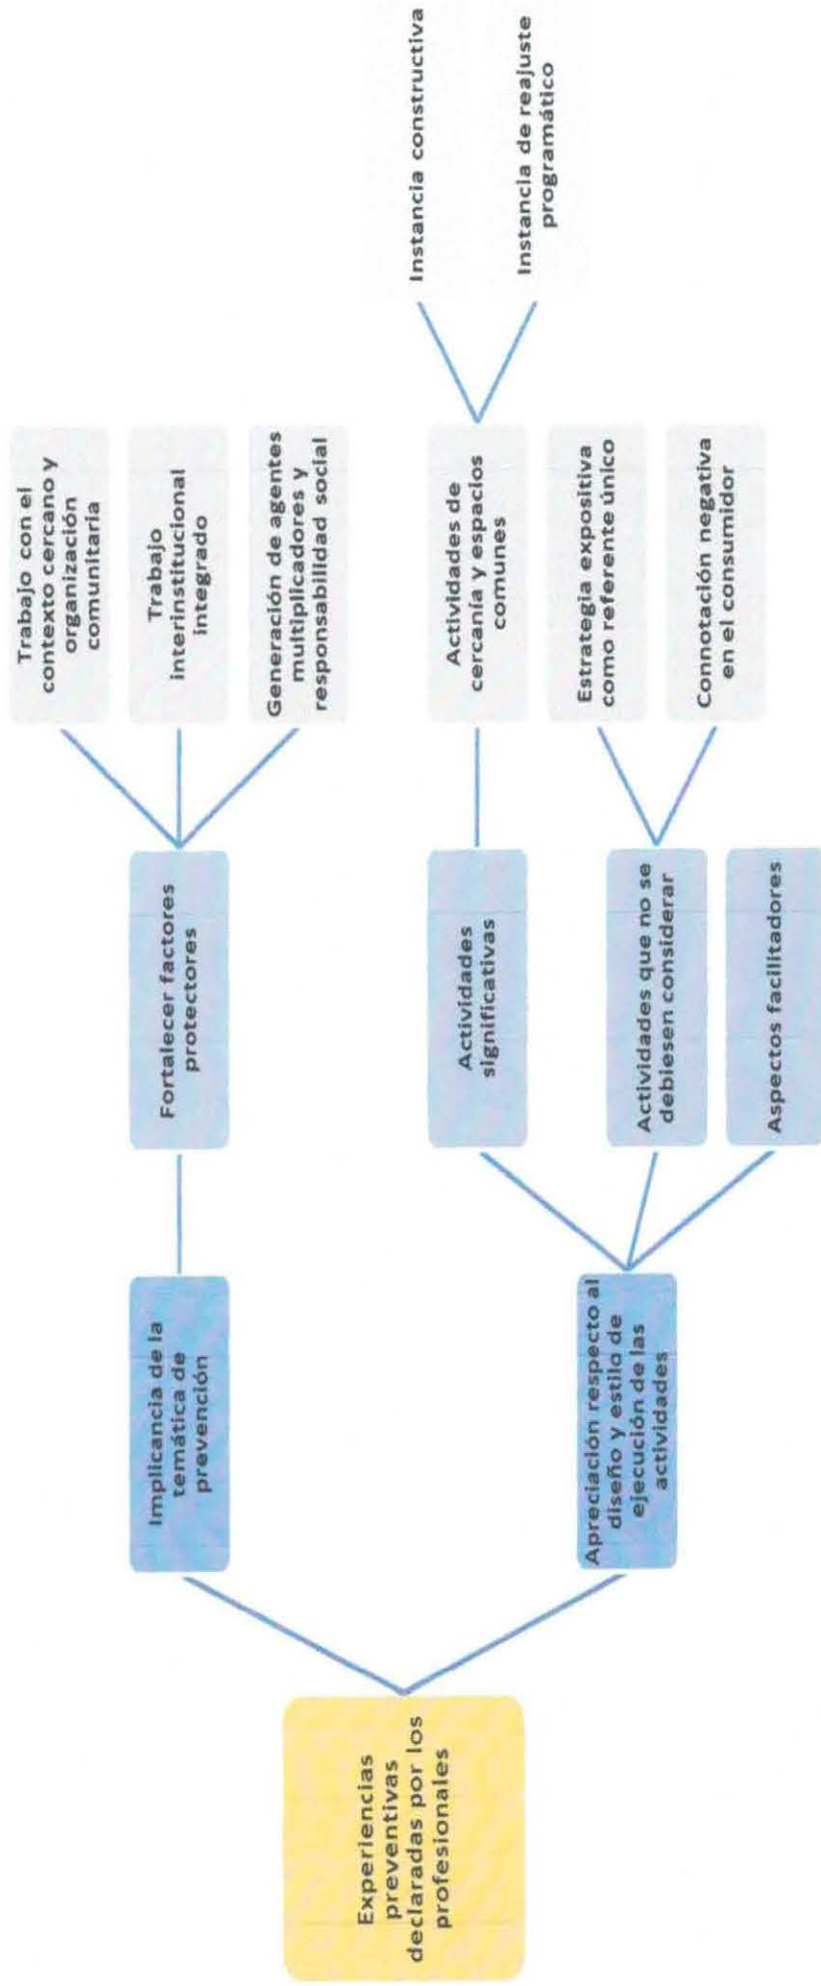 Experiencias
preventivas
declaradas por los
profesionales
Implicancia de la
temática de
prevención
Fortalecer factores
protectores
Trabajo con el
contexto cercano y
organización
comunitaria
Trabajo
interinstitucional
integrado
Generación de agentes
multiplicadores y
responsabilidad social
Apreciación respecto al
diseño y estilo de
ejecución de las
actividades
Actividades
significativas
Actividades de
cercanía y espacios
comunes
Instancia constructiva
Instancia de reajuste
programático
Actividades que no se
debiesen considerar
Estrategia expositiva
como referente único
Connotación negativa
en el consumidor
Aspectos facilitadores